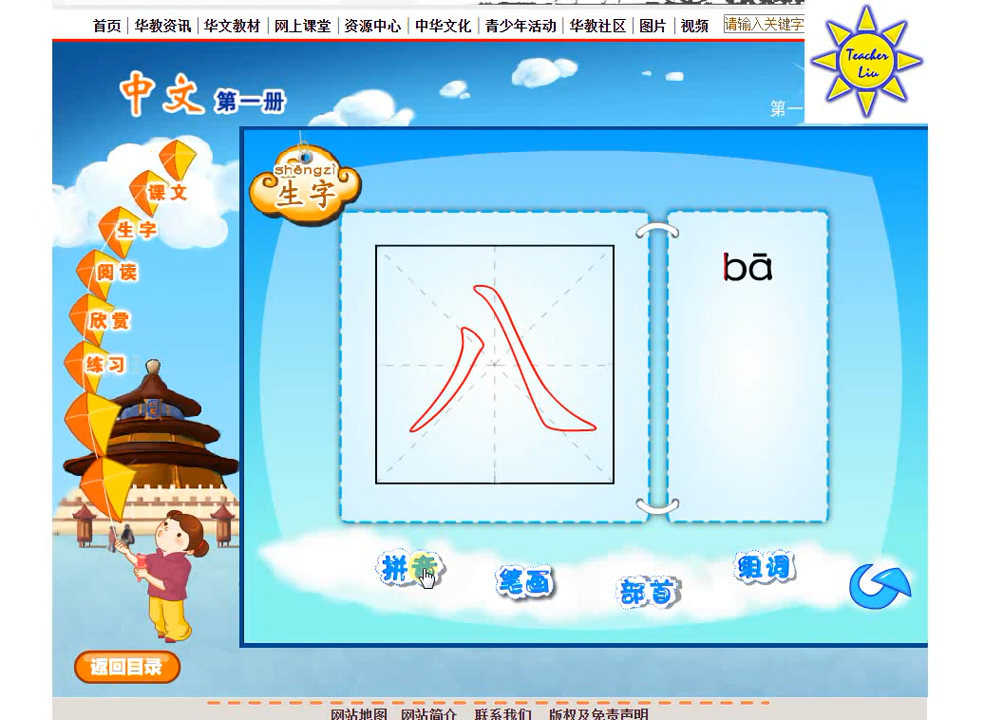 首页 华教资讯 华文教材 网上课堂 资源中心 中华文化 青少年活动 华教社区 图片 视频 请输入关键字
Teacher
Liu
中文 第一册
第一
shēngzì
生字
课文
生字
阅读
欣赏
练习
bā
八
拼音
笔画
部首
组词
返回目录
网站地图 网站简介 联系我们 版权及免责声明